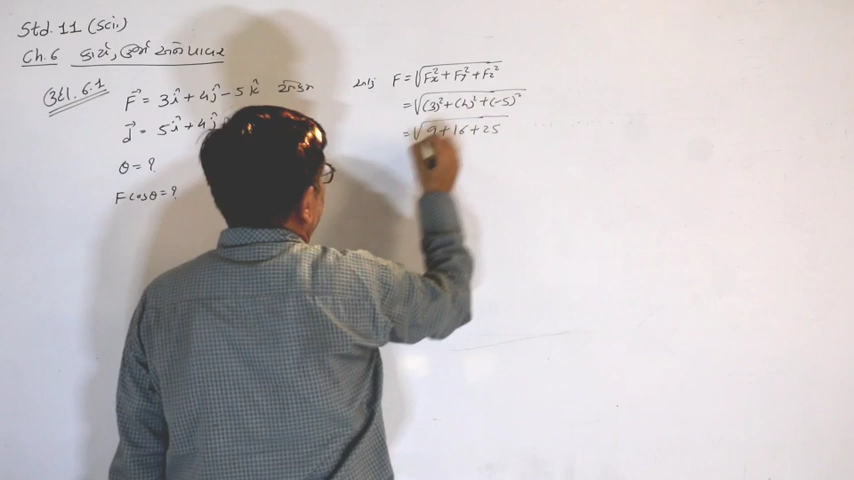 Std. 11 (Sci.)
Ch. 6 કાર્ય, ઊર્જા અને પાવર
ઉદા. 6.1
F⃗ = 3î + 4ĵ - 5k̂ એકમ
d⃗ = 5î + 4ĵ
θ = ?
F cosθ = ?
F = √(Fx² + Fy² + Fz²)
= √((3)² + (4)² + (-5)²)
= √(9 + 16 + 25)